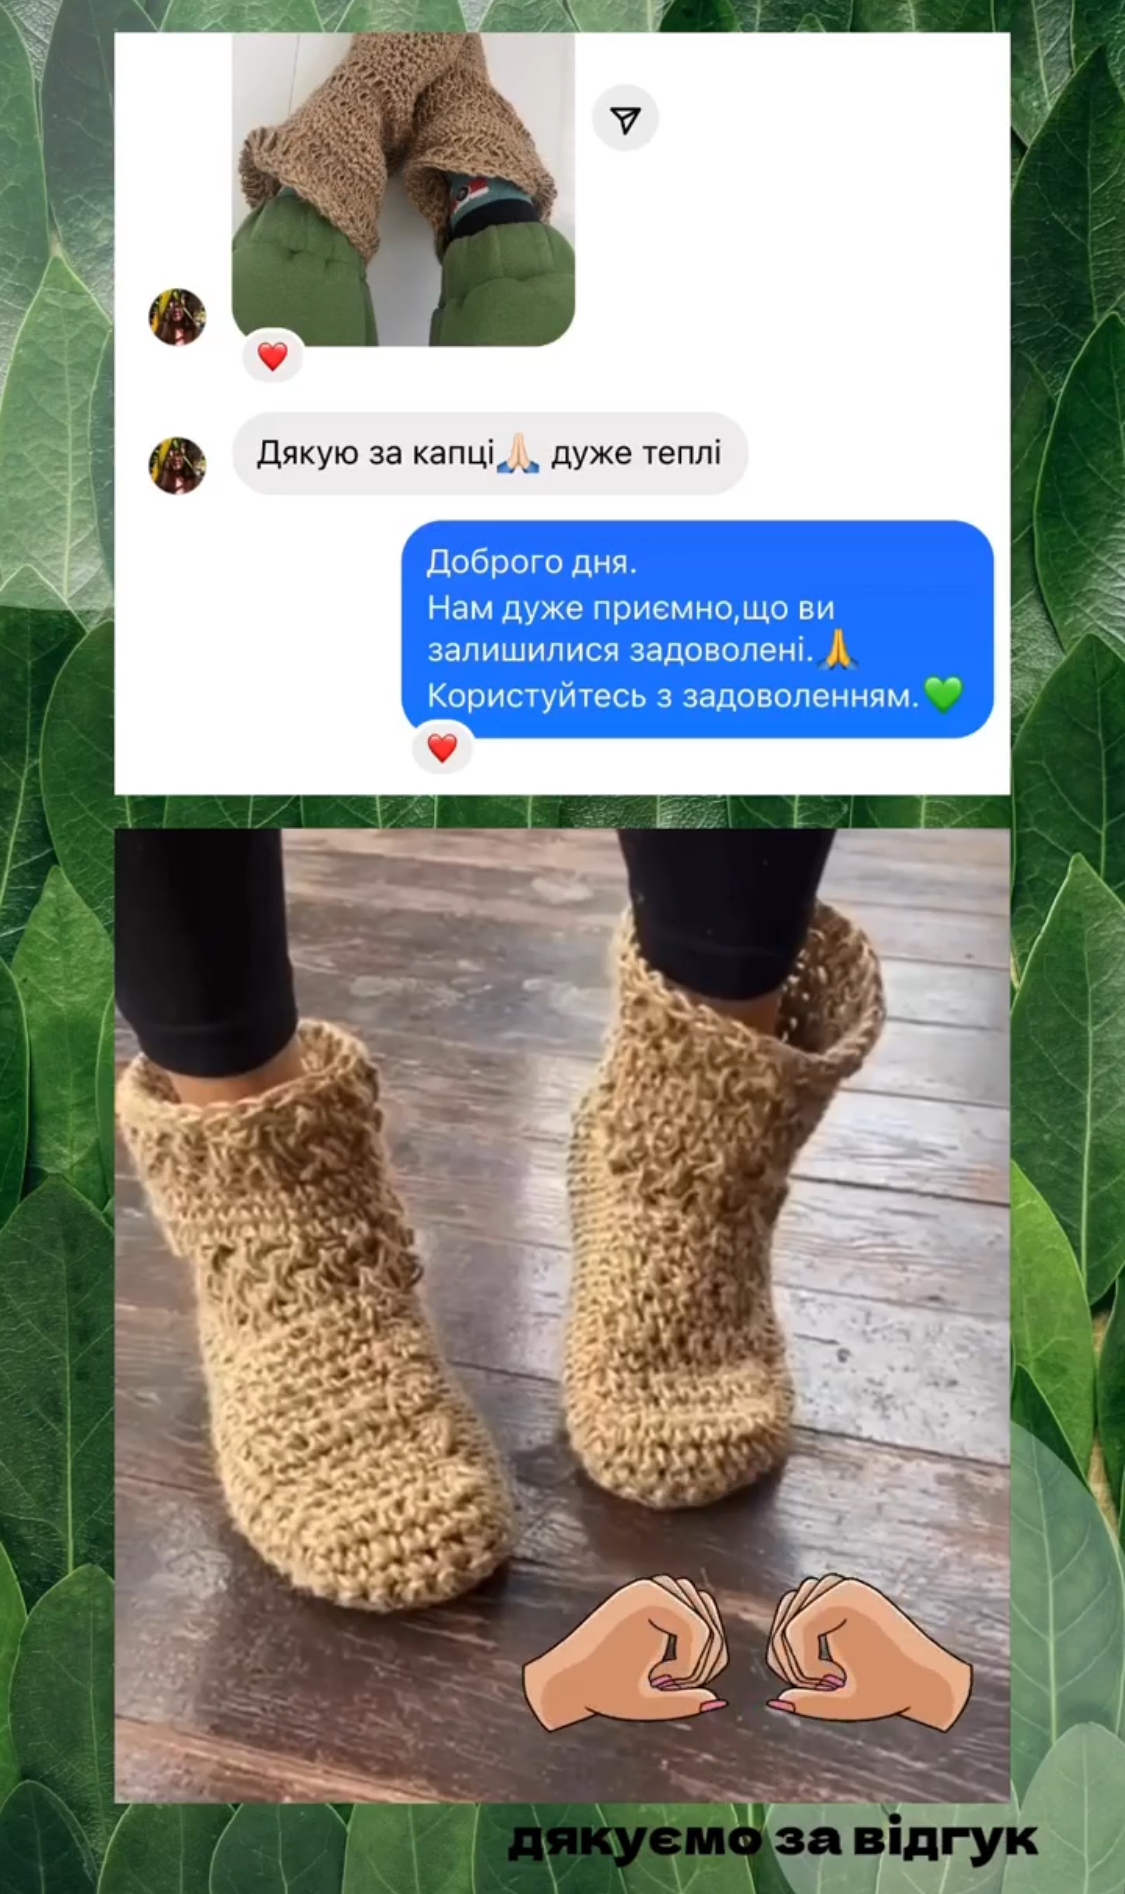 Дякую за капці🙏🏻 дуже теплі
Доброго дня.
Нам дуже приємно,що ви
залишилися задоволені.🙏
Користуйтесь з задоволенням.💚
дякуємо за відгук